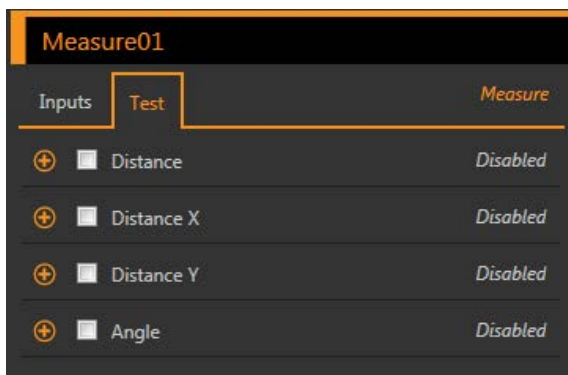 Measure01
Inputs Test Measure
Distance Disabled
Distance X Disabled
Distance Y Disabled
Angle Disabled